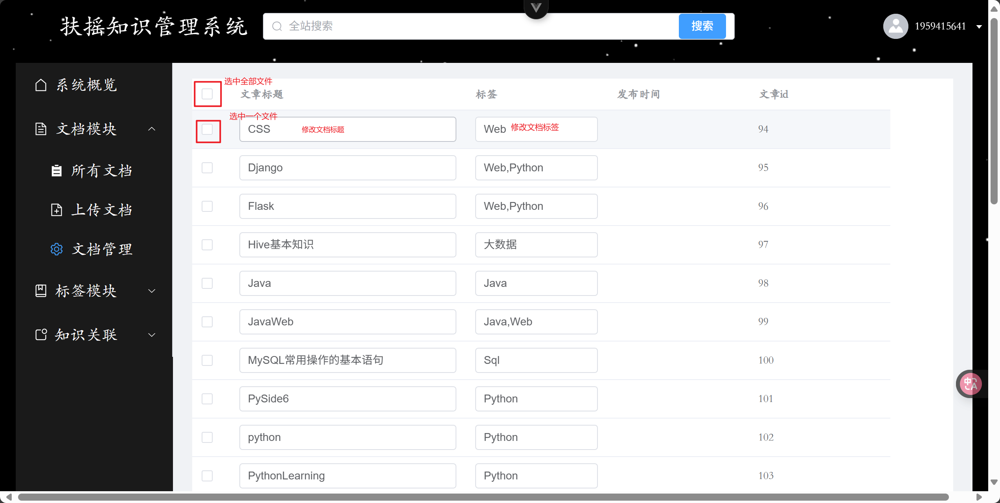 扶摇知识管理系统
全站搜索
搜索
1959415641
系统概览
文档模块
所有文档
上传文档
文档管理
标签模块
知识关联
选中全部文件
文章标题 标签 发布时间 文章id
选中一个文件
CSS 修改文档标题 Web 修改文档标签 94
Django Web,Python 95
Flask Web,Python 96
Hive基本知识 大数据 97
Java Java 98
JavaWeb Java,Web 99
MySQL常用操作的基本语句 Sql 100
PySide6 Python 101
python Python 102
PythonLearning Python 103
中 A